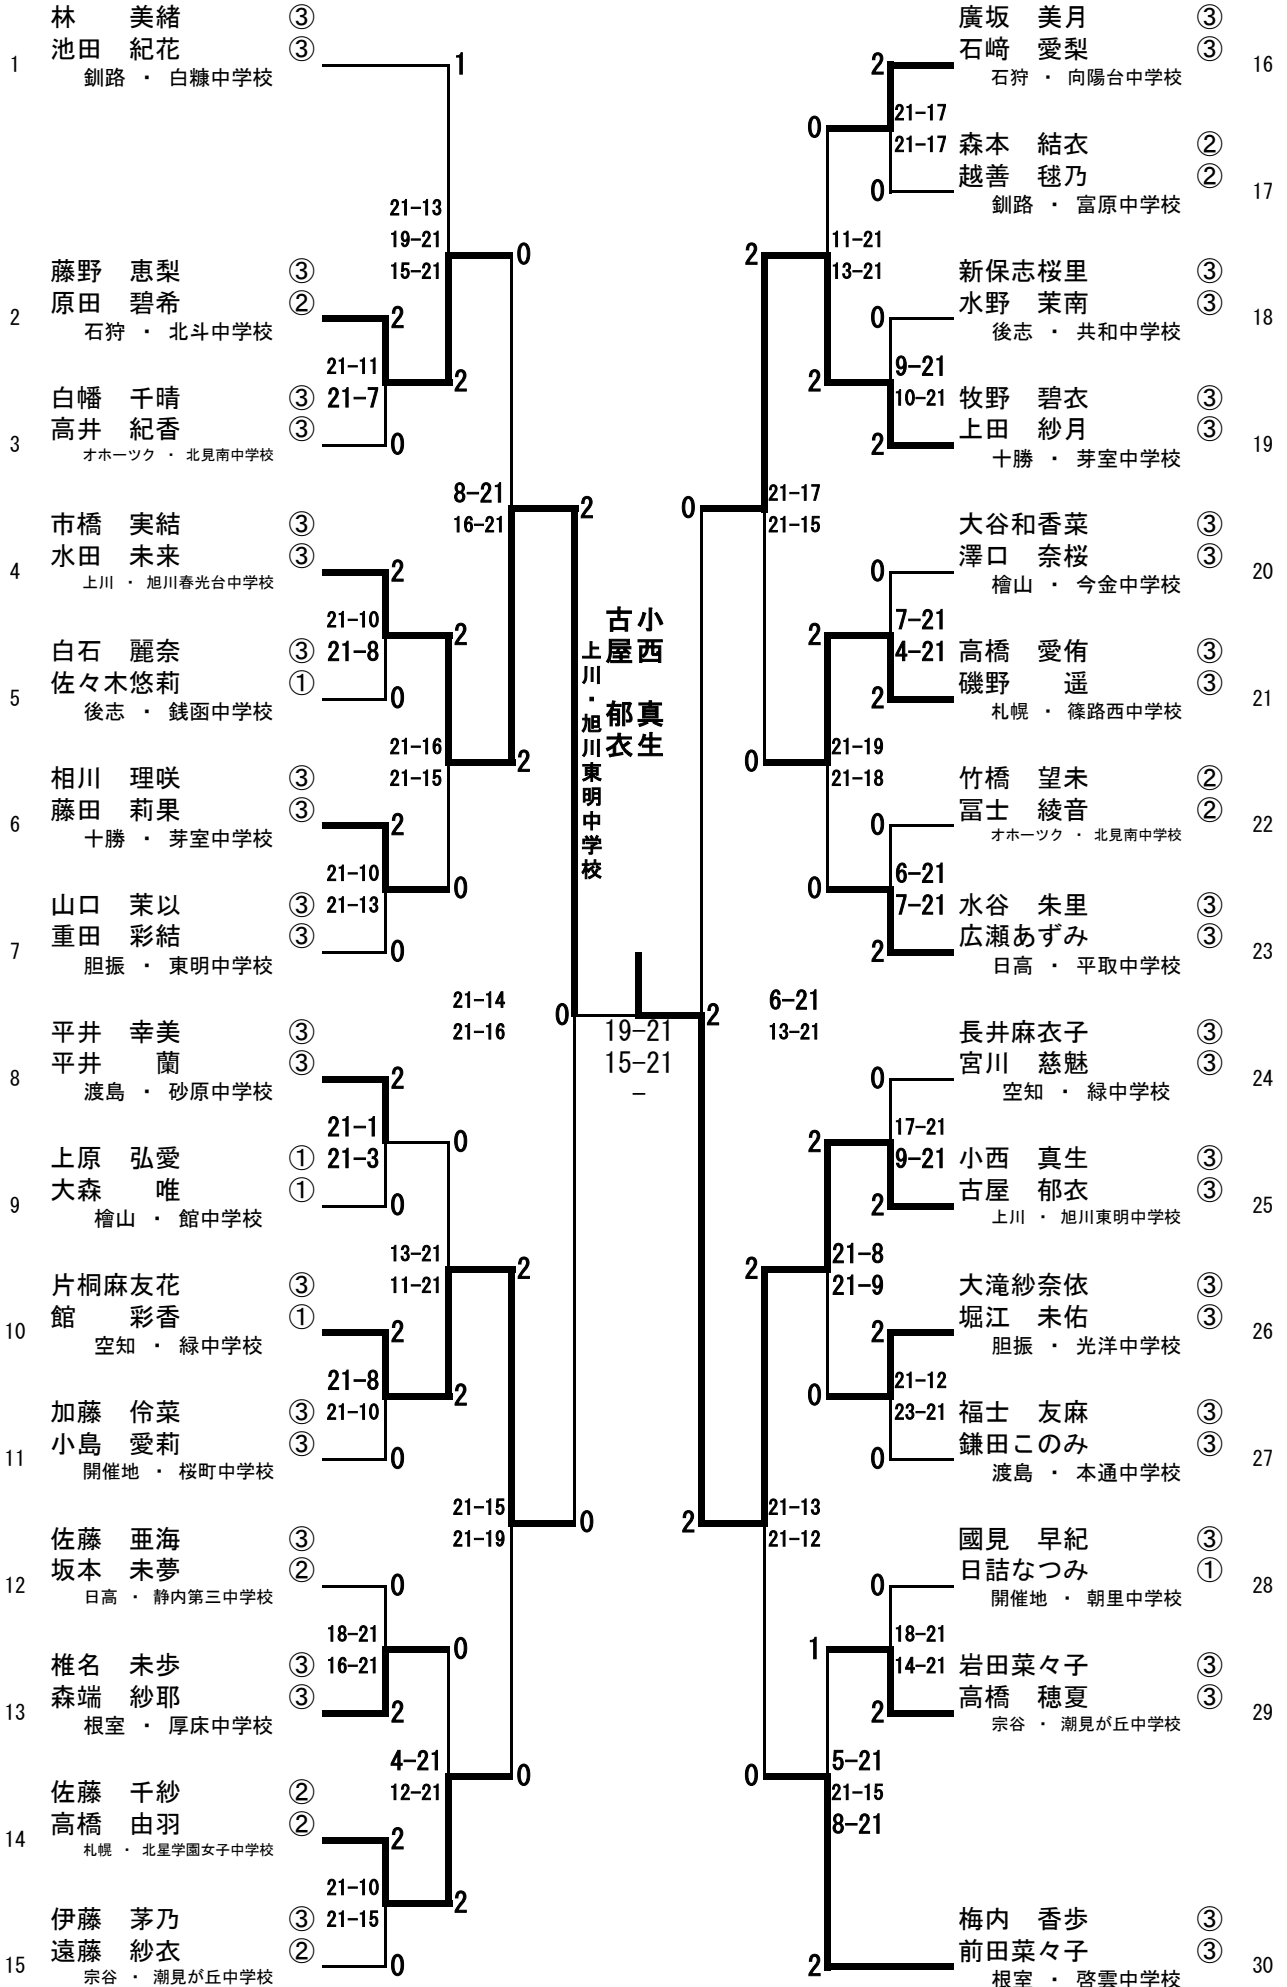 林　　美緒 ③
池田　紀花 ③
1
釧路 ・ 白糠中学校
1
21-13
19-21
15-21
0
藤野　恵梨 ③
原田　碧希 ②
2
石狩 ・ 北斗中学校
2
21-11
21-7
2
白幡　千晴 ③
高井　紀香 ③
3
オホーツク ・ 北見南中学校
0
8-21
16-21
2
市橋　実結 ③
水田　未来 ③
4
上川 ・ 旭川春光台中学校
2
21-10
21-8
2
白石　麗奈 ③
佐々木悠莉 ①
5
後志 ・ 銭函中学校
0
21-16
21-15
2
相川　理咲 ③
藤田　莉果 ③
6
十勝 ・ 芽室中学校
2
21-10
21-13
0
山口　茉以 ③
重田　彩結 ③
7
胆振 ・ 東明中学校
0
21-14
21-16
0
平井　幸美 ③
平井　　蘭 ③
8
渡島 ・ 砂原中学校
2
21-1
21-3
0
上原　弘愛 ①
大森　　唯 ①
9
檜山 ・ 館中学校
0
13-21
11-21
2
片桐麻友花 ③
館　　彩香 ①
10
空知 ・ 緑中学校
2
21-8
21-10
2
加藤　伶菜 ③
小島　愛莉 ③
11
開催地 ・ 桜町中学校
0
21-15
21-19
0
佐藤　亜海 ③
坂本　未夢 ②
12
日高 ・ 静内第三中学校
0
18-21
16-21
0
椎名　未歩 ③
森端　紗耶 ③
13
根室 ・ 厚床中学校
2
4-21
12-21
0
佐藤　千紗 ②
高橋　由羽 ②
14
札幌 ・ 北星学園女子中学校
2
21-10
21-15
2
伊藤　茅乃 ③
遠藤　紗衣 ②
15
宗谷 ・ 潮見が丘中学校
0
小西　真生
古屋　郁衣
上川・旭川東明中学校
19-21
15-21
-
廣坂　美月 ③
石﨑　愛梨 ③
16
石狩 ・ 向陽台中学校
2
21-17
21-17
0
森本　結衣 ②
越善　毬乃 ②
17
釧路 ・ 富原中学校
0
11-21
13-21
2
新保志桜里 ③
水野　茉南 ③
18
後志 ・ 共和中学校
0
9-21
10-21
2
牧野　碧衣 ③
上田　紗月 ③
19
十勝 ・ 芽室中学校
2
21-17
21-15
0
大谷和香菜 ③
澤口　奈桜 ③
20
檜山 ・ 今金中学校
0
7-21
4-21
2
高橋　愛侑 ③
磯野　　遥 ③
21
札幌 ・ 篠路西中学校
2
21-19
21-18
0
竹橋　望未 ②
冨士　綾音 ②
22
オホーツク ・ 北見南中学校
0
6-21
7-21
0
水谷　朱里 ③
広瀬あずみ ③
23
日高 ・ 平取中学校
2
6-21
13-21
2
長井麻衣子 ③
宮川　慈魅 ③
24
空知 ・ 緑中学校
0
17-21
9-21
2
小西　真生 ③
古屋　郁衣 ③
25
上川 ・ 旭川東明中学校
2
21-8
21-9
2
大滝紗奈依 ③
堀江　未佑 ③
26
胆振 ・ 光洋中学校
2
21-12
23-21
0
福士　友麻 ③
鎌田このみ ③
27
渡島 ・ 本通中学校
0
21-13
21-12
2
國見　早紀 ③
日詰なつみ ①
28
開催地 ・ 朝里中学校
0
18-21
14-21
1
岩田菜々子 ③
高橋　穂夏 ③
29
宗谷 ・ 潮見が丘中学校
2
5-21
21-15
8-21
0
梅内　香歩 ③
前田菜々子 ③
30
根室 ・ 啓雲中学校
2